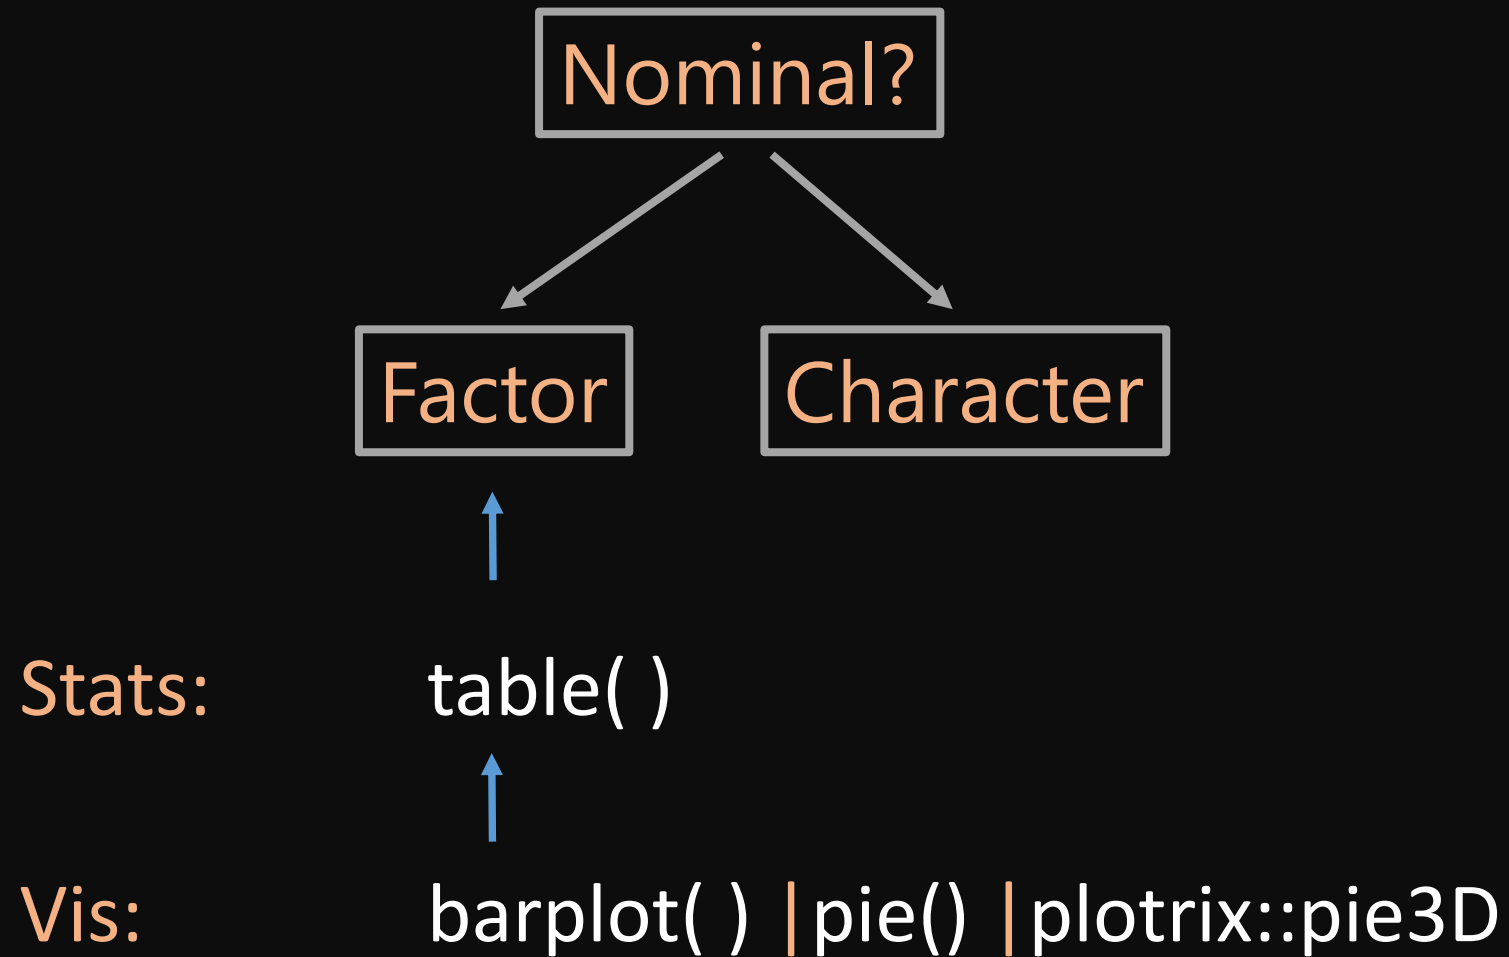 Nominal?
Factor Character
Stats: table( )
Vis: barplot( ) |pie() |plotrix::pie3D